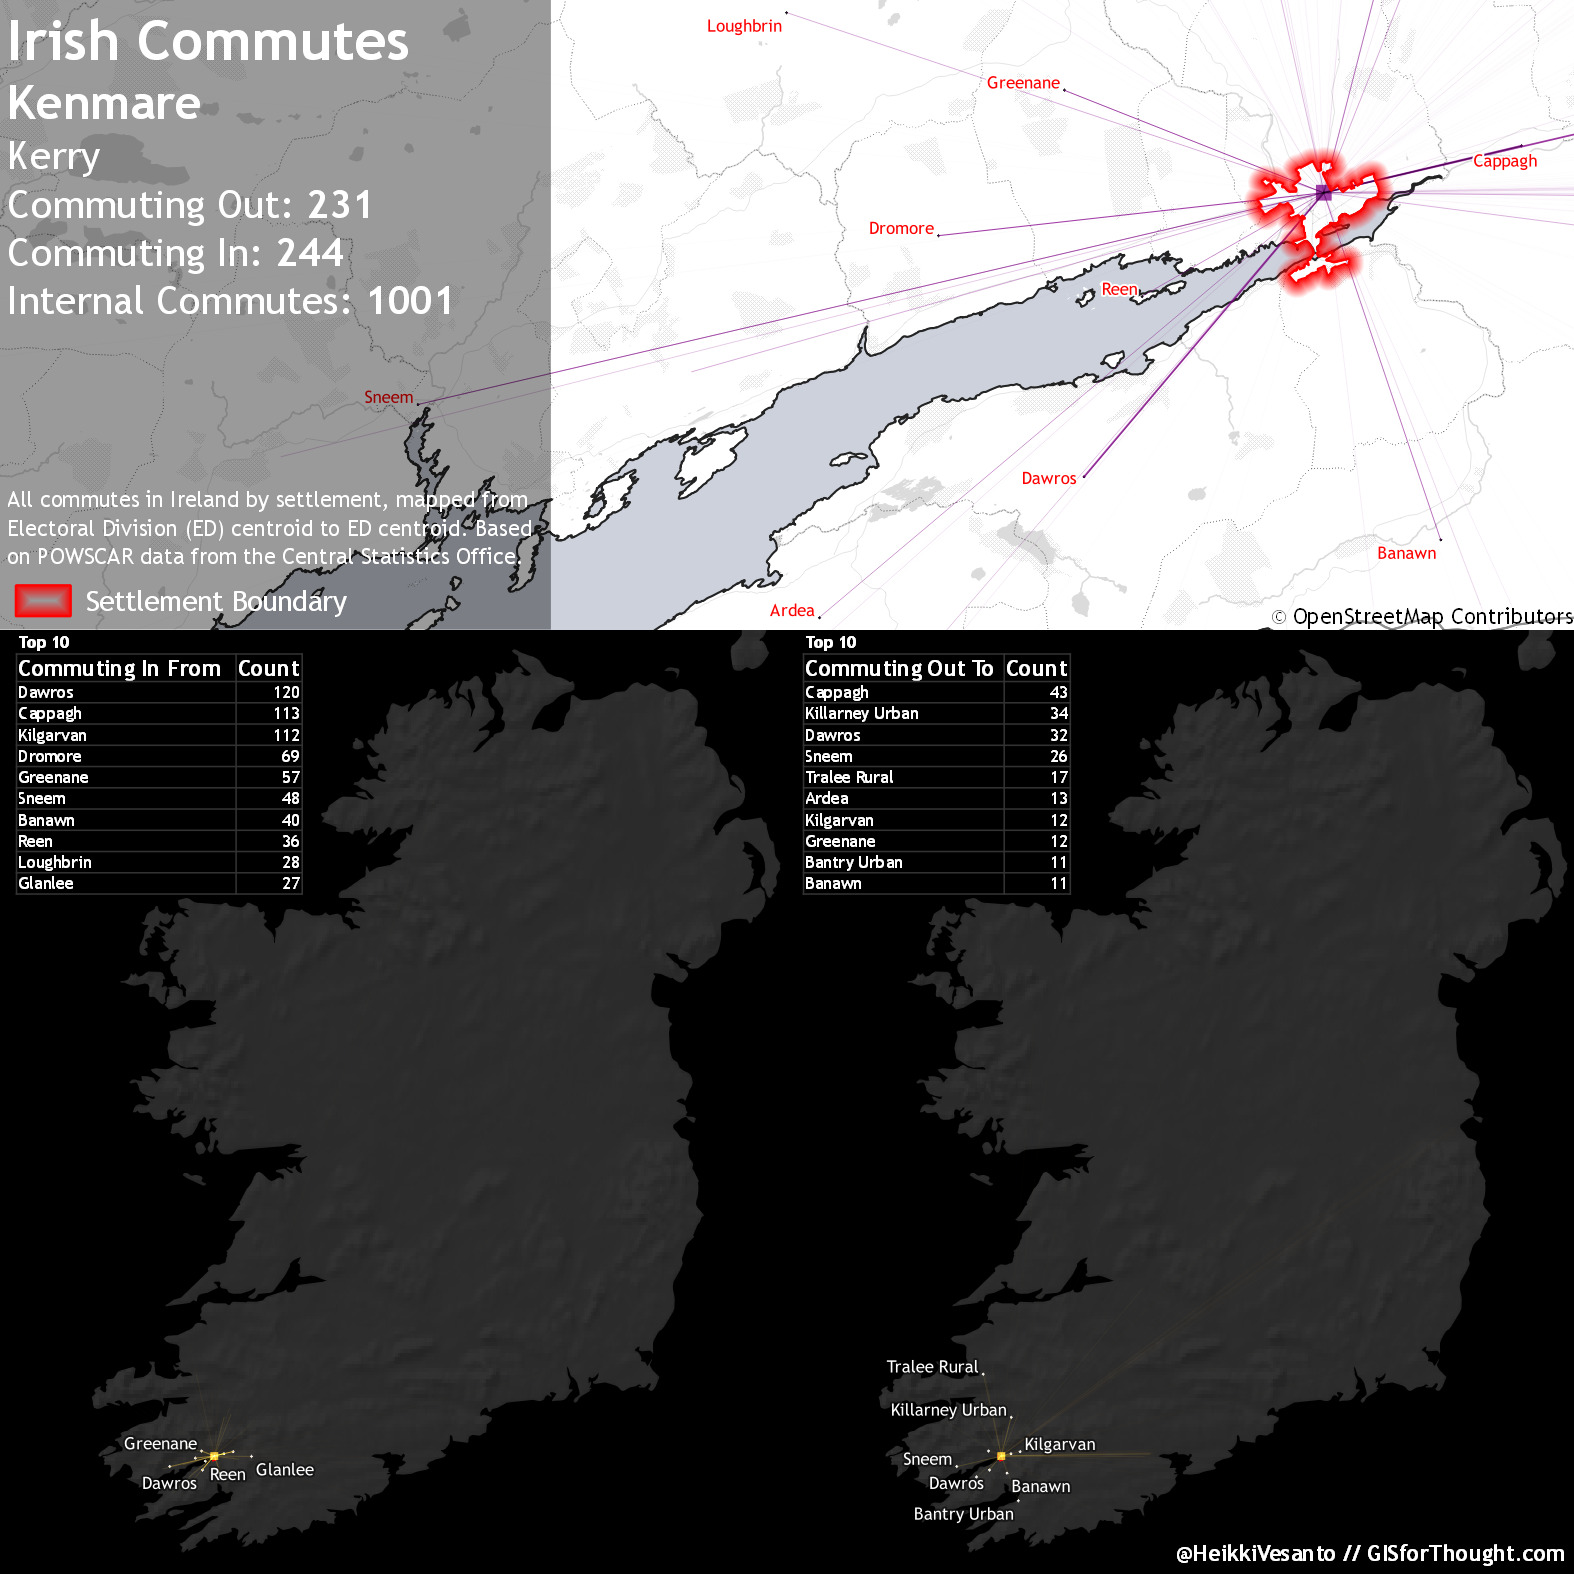 Irish Commutes
Kenmare
Kerry
Commuting Out: 231
Commuting In: 244
Internal Commutes: 1001
All commutes in Ireland by settlement, mapped from
Electoral Division (ED) centroid to ED centroid. Based
on POWSCAR data from the Central Statistics Office.
Settlement Boundary
Loughbrin
Greenane
Cappagh
Dromore
Reen
Sneem
Dawros
Banawn
Ardea
© OpenStreetMap Contributors
Top 10
Commuting In From Count
Dawros 120
Cappagh 113
Kilgarvan 112
Dromore 69
Greenane 57
Sneem 48
Banawn 40
Reen 36
Loughbrin 28
Glanlee 27
Top 10
Commuting Out To Count
Cappagh 43
Killarney Urban 34
Dawros 32
Sneem 26
Tralee Rural 17
Ardea 13
Kilgarvan 12
Greenane 12
Bantry Urban 11
Banawn 11
Greenane
Dawros
Reen
Glanlee
Tralee Rural
Killarney Urban
Kilgarvan
Sneem
Dawros
Banawn
Bantry Urban
@HeikkiVesanto // GISforThought.com